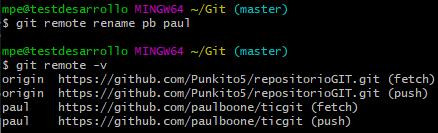 mpe@testdesarrollo MINGW64 ~/Git (master)
$ git remote rename pb paul
mpe@testdesarrollo MINGW64 ~/Git (master)
$ git remote -v
origin  https://github.com/Punkito5/repositorioGIT.git (fetch)
origin  https://github.com/Punkito5/repositorioGIT.git (push)
paul    https://github.com/paulboone/ticgit (fetch)
paul    https://github.com/paulboone/ticgit (push)